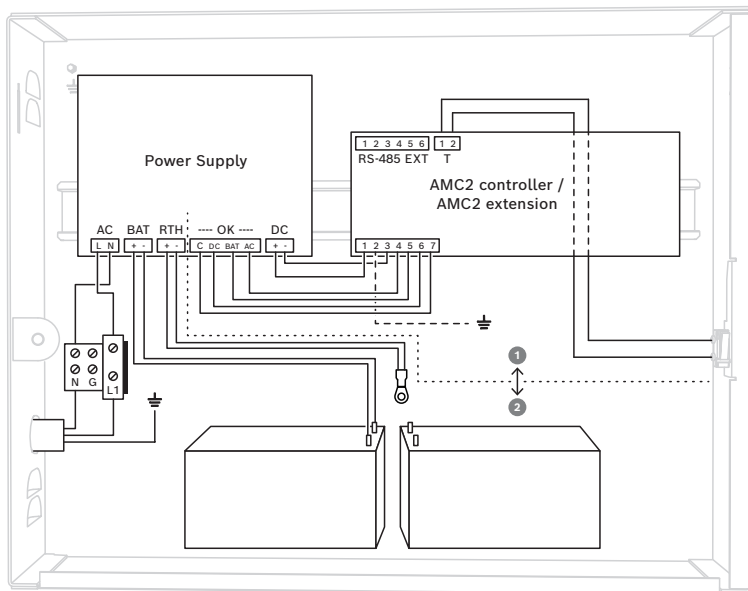 1 2 3 4 5 6 1 2
RS-485 EXT T
Power Supply
AMC2 controller /
AMC2 extension
AC BAT RTH ---- OK ---- DC
L N + - + - C DC BAT AC + -
1 2 3 4 5 6 7
1
N G L1
2